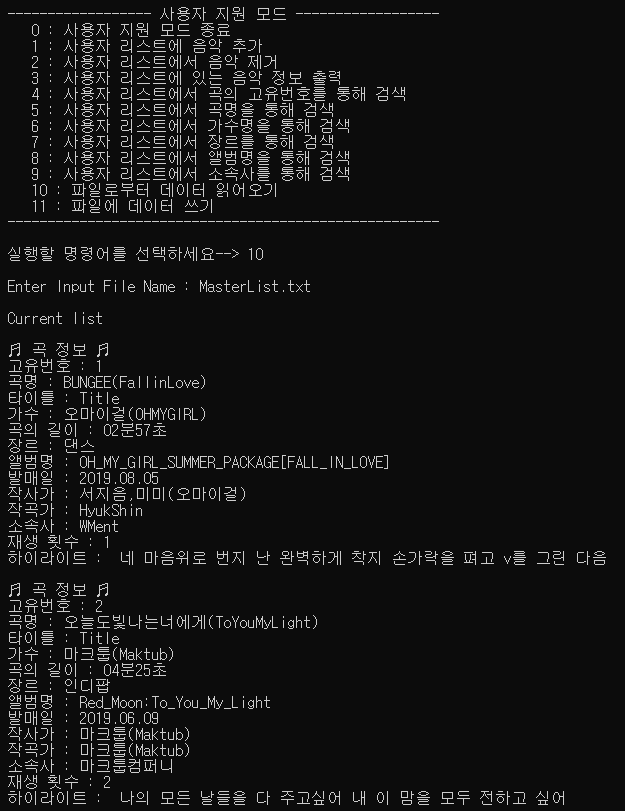 ------------------ 사용자 지원 모드 ------------------
0 : 사용자 지원 모드 종료
1 : 사용자 리스트에 음악 추가
2 : 사용자 리스트에서 음악 제거
3 : 사용자 리스트에 있는 음악 정보 출력
4 : 사용자 리스트에서 곡의 고유번호를 통해 검색
5 : 사용자 리스트에서 곡명을 통해 검색
6 : 사용자 리스트에서 가수명을 통해 검색
7 : 사용자 리스트에서 장르를 통해 검색
8 : 사용자 리스트에서 앨범명을 통해 검색
9 : 사용자 리스트에서 소속사를 통해 검색
10 : 파일로부터 데이터 읽어오기
11 : 파일에 데이터 쓰기
------------------------------------------------------
실행할 명령어를 선택하세요--> 10
Enter Input File Name : MasterList.txt
Current list
♬ 곡 정보 ♬
고유번호 : 1
곡명 : BUNGEE(FallinLove)
타이틀 : Title
가수 : 오마이걸(OHMYGIRL)
곡의 길이 : 02분57초
장르 : 댄스
앨범명 : OH_MY_GIRL_SUMMER_PACKAGE[FALL_IN_LOVE]
발매일 : 2019.08.05
작사가 : 서지음,미미(오마이걸)
작곡가 : HyukShin
소속사 : WMent
재생 횟수 : 1
하이라이트 :  네 마음위로 번지 난 완벽하게 착지 손가락을 펴고 v를 그린 다음
♬ 곡 정보 ♬
고유번호 : 2
곡명 : 오늘도빛나는너에게(ToYouMyLight)
타이틀 : Title
가수 : 마크툽(Maktub)
곡의 길이 : 04분25초
장르 : 인디팝
앨범명 : Red_Moon:To_You_My_Light
발매일 : 2019.06.09
작사가 : 마크툽(Maktub)
작곡가 : 마크툽(Maktub)
소속사 : 마크툽컴퍼니
재생 횟수 : 2
하이라이트 :  나의 모든 날들을 다 주고싶어 내 이 맘을 모두 전하고 싶어